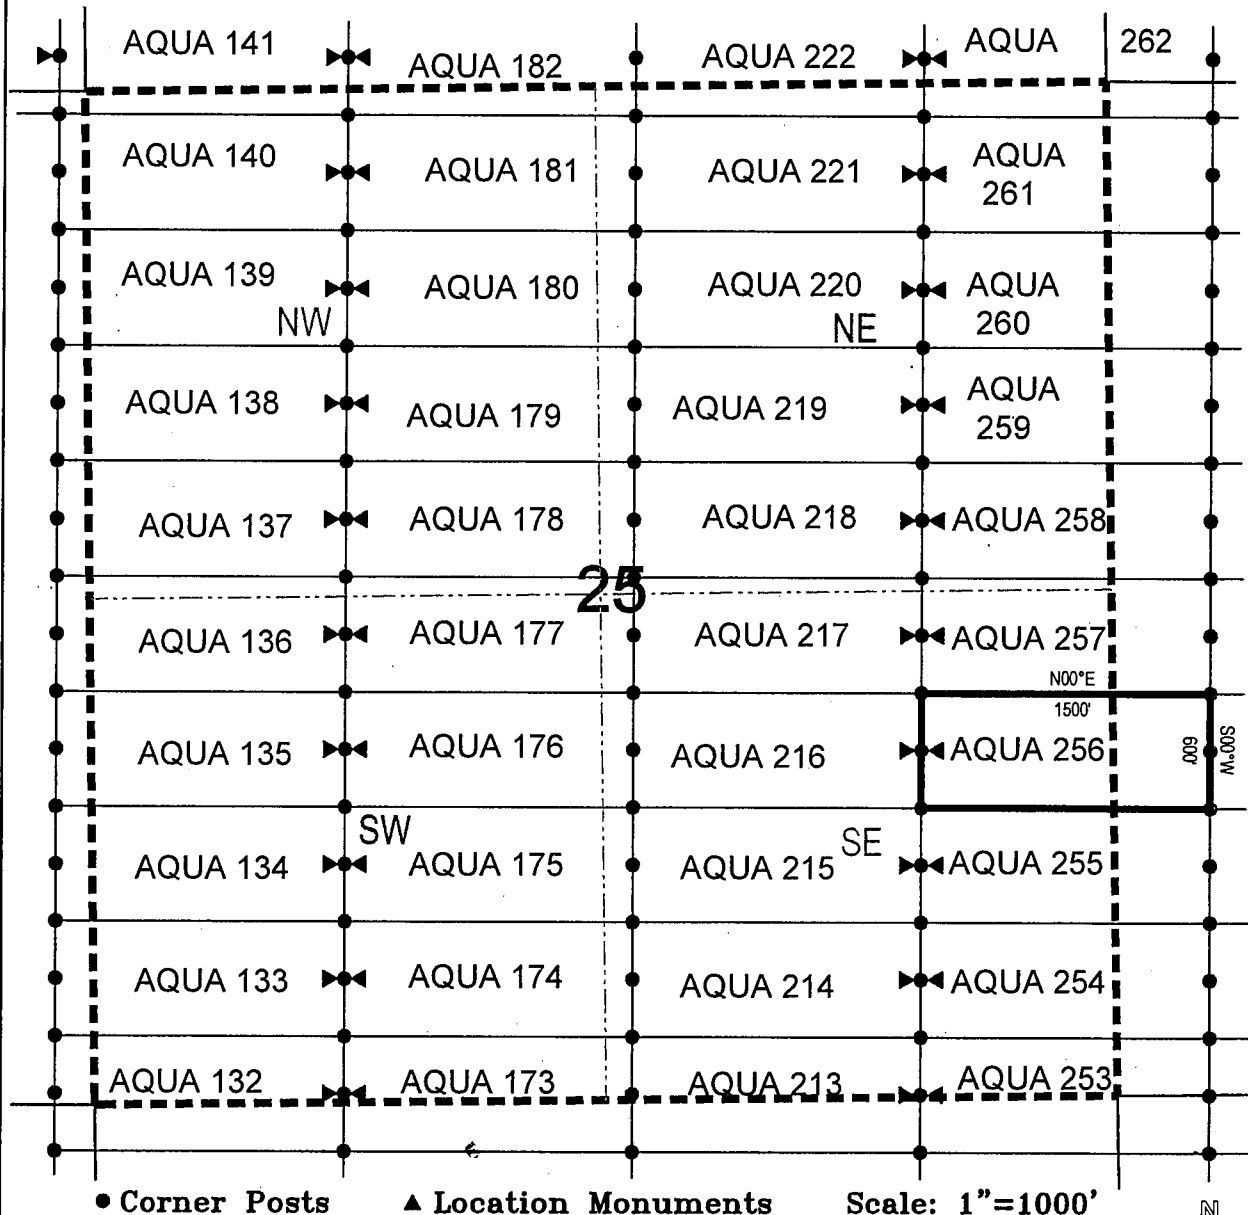 AQUA 141
AQUA 182
AQUA 222
AQUA 262
AQUA 140
AQUA 181
AQUA 221
AQUA
261
AQUA 139
AQUA 180
AQUA 220
AQUA
260
NW
NE
AQUA 138
AQUA 179
AQUA 219
AQUA
259
AQUA 137
AQUA 178
AQUA 218
AQUA 258
25
AQUA 136
AQUA 177
AQUA 217
AQUA 257
N00°E
1500'
AQUA 135
AQUA 176
AQUA 216
AQUA 256
600'
S00°W
SW
SE
AQUA 134
AQUA 175
AQUA 215
AQUA 255
AQUA 133
AQUA 174
AQUA 214
AQUA 254
AQUA 132
AQUA 173
AQUA 213
AQUA 253
Corner Posts
Location Monuments
Scale: 1"=1000'
N